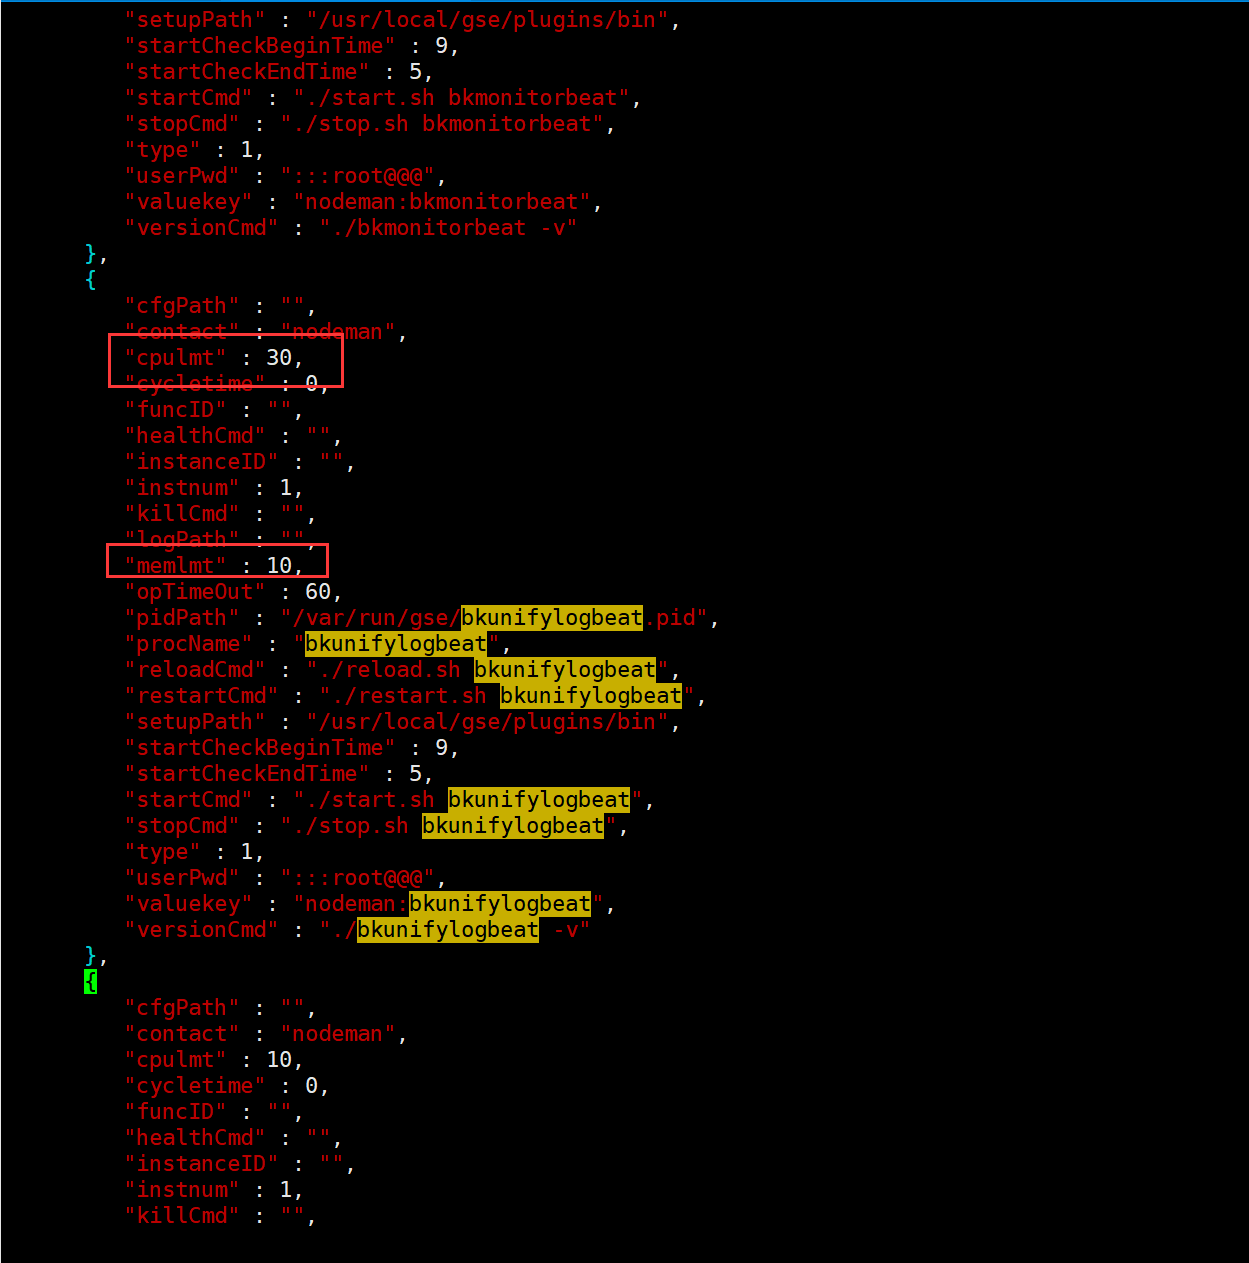 "setupPath" : "/usr/local/gse/plugins/bin",
"startCheckBeginTime" : 9,
"startCheckEndTime" : 5,
"startCmd" : "./start.sh bkmonitorbeat",
"stopCmd" : "./stop.sh bkmonitorbeat",
"type" : 1,
"userPwd" : ":::root@@@",
"valuekey" : "nodeman:bkmonitorbeat",
"versionCmd" : "./bkmonitorbeat -v"
},
{
"cfgPath" : "",
"contact" : "nodeman",
"cpulmt" : 30,
"cycletime" : 0,
"funcID" : "",
"healthCmd" : "",
"instanceID" : "",
"instnum" : 1,
"killCmd" : "",
"logPath" : "",
"memlmt" : 10,
"opTimeOut" : 60,
"pidPath" : "/var/run/gse/bkunifylogbeat.pid",
"procName" : "bkunifylogbeat",
"reloadCmd" : "./reload.sh bkunifylogbeat",
"restartCmd" : "./restart.sh bkunifylogbeat",
"setupPath" : "/usr/local/gse/plugins/bin",
"startCheckBeginTime" : 9,
"startCheckEndTime" : 5,
"startCmd" : "./start.sh bkunifylogbeat",
"stopCmd" : "./stop.sh bkunifylogbeat",
"type" : 1,
"userPwd" : ":::root@@@",
"valuekey" : "nodeman:bkunifylogbeat",
"versionCmd" : "./bkunifylogbeat -v"
},
{
"cfgPath" : "",
"contact" : "nodeman",
"cpulmt" : 10,
"cycletime" : 0,
"funcID" : "",
"healthCmd" : "",
"instanceID" : "",
"instnum" : 1,
"killCmd" : "",